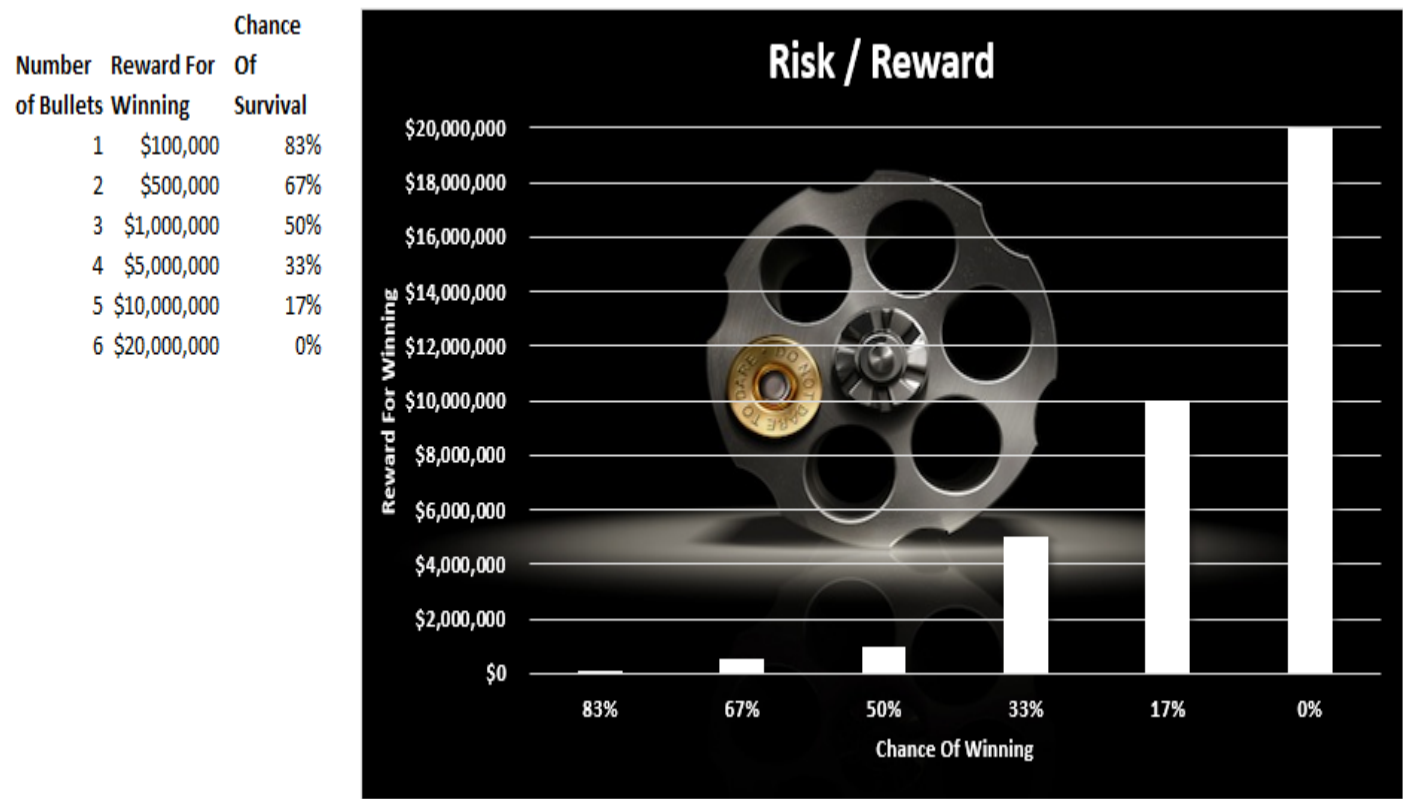 Chance
Number Reward For Of
of Bullets Winning Survival
1 $100,000 83%
2 $500,000 67%
3 $1,000,000 50%
4 $5,000,000 33%
5 $10,000,000 17%
6 $20,000,000 0%
Risk / Reward
$20,000,000
$18,000,000
$16,000,000
$14,000,000
$12,000,000
$10,000,000
$8,000,000
$6,000,000
$4,000,000
$2,000,000
$0
Reward For Winning
DO NOT DARE TO DARE
83% 67% 50% 33% 17% 0%
Chance Of Winning